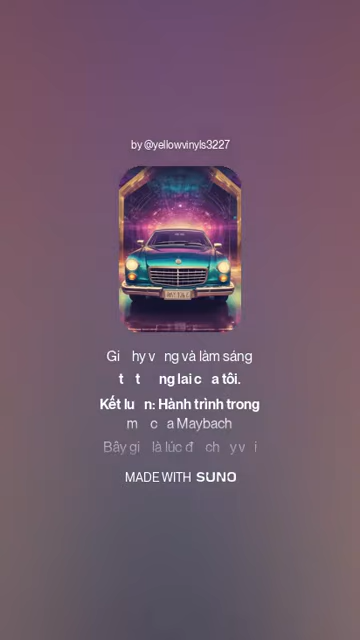 by @yellowvinyls3227
Gi hy v ng và làm sáng
t t ng lai c a tôi.
Kết lu n: Hành trình trong
m c a Maybach
Bây gi là lúc đ ch y v i
MADE WITH SUNO